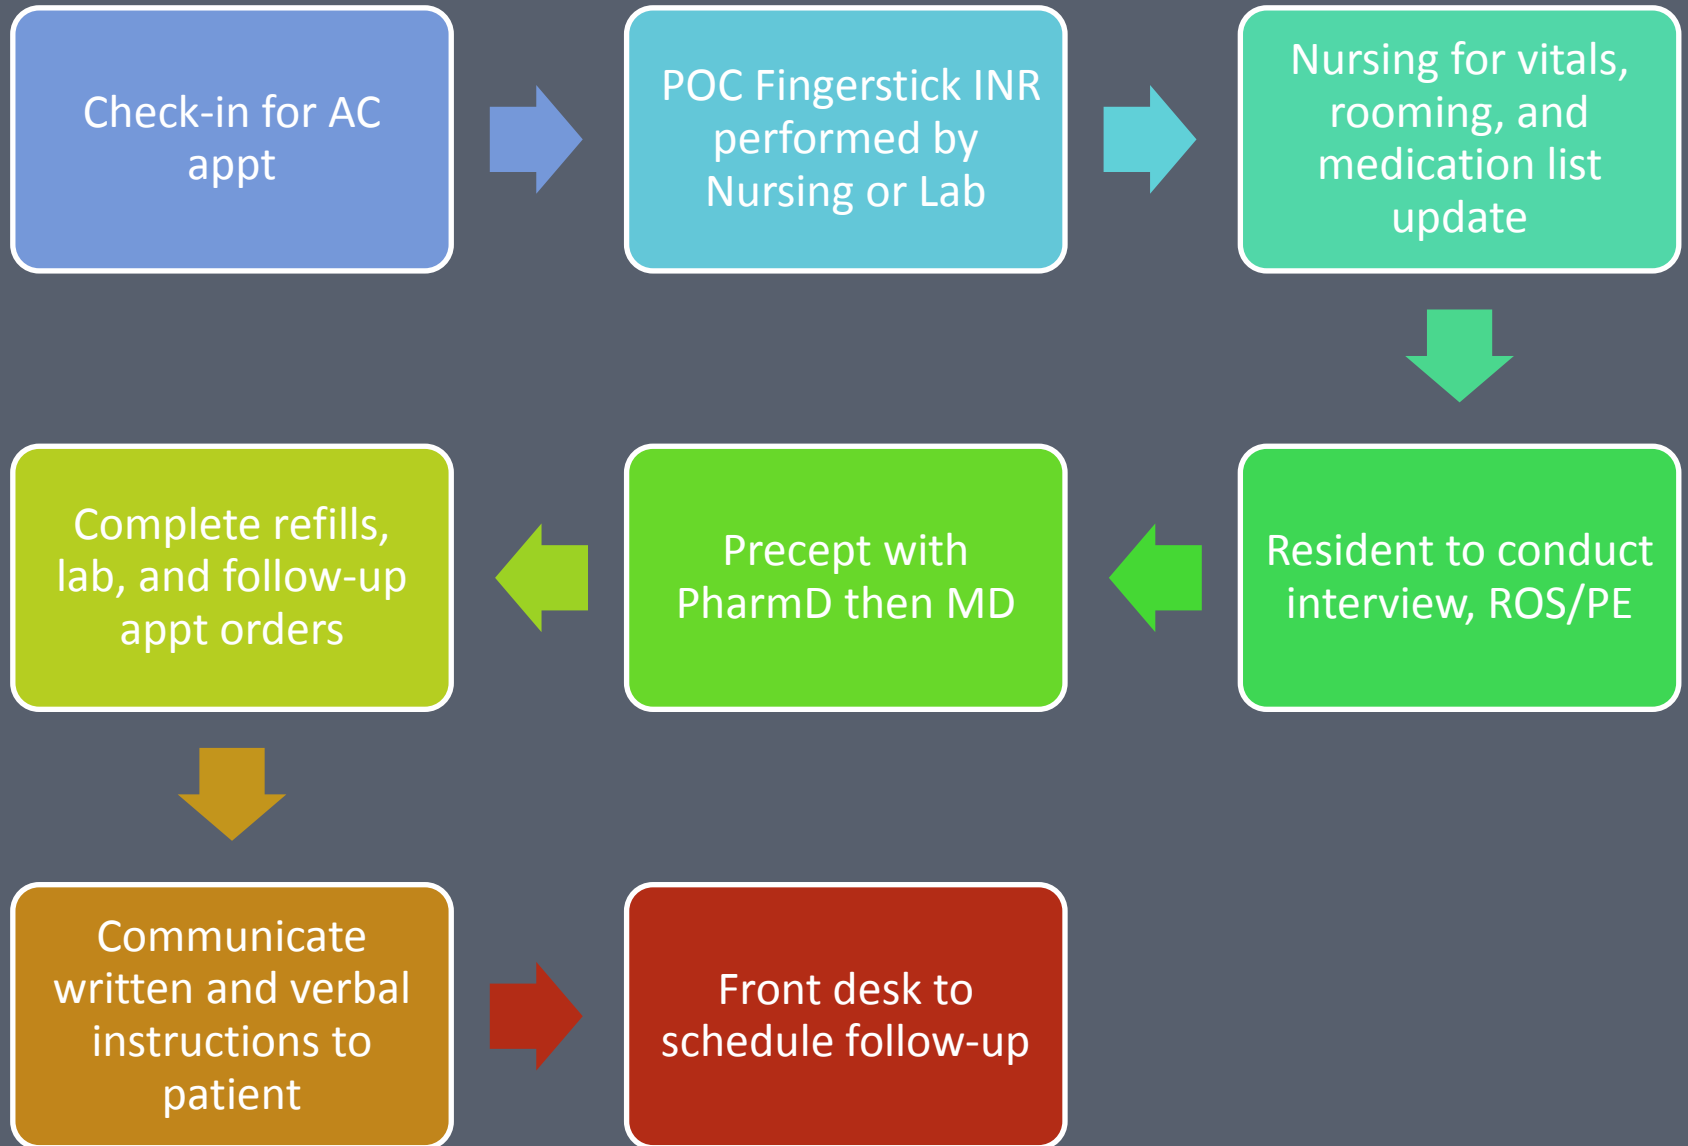 Check-in for AC
appt
POC Fingerstick INR
performed by
Nursing or Lab
Nursing for vitals,
rooming, and
medication list
update
Resident to conduct
interview, ROS/PE
Precept with
PharmD then MD
Complete refills,
lab, and follow-up
appt orders
Communicate
written and verbal
instructions to
patient
Front desk to
schedule follow-up